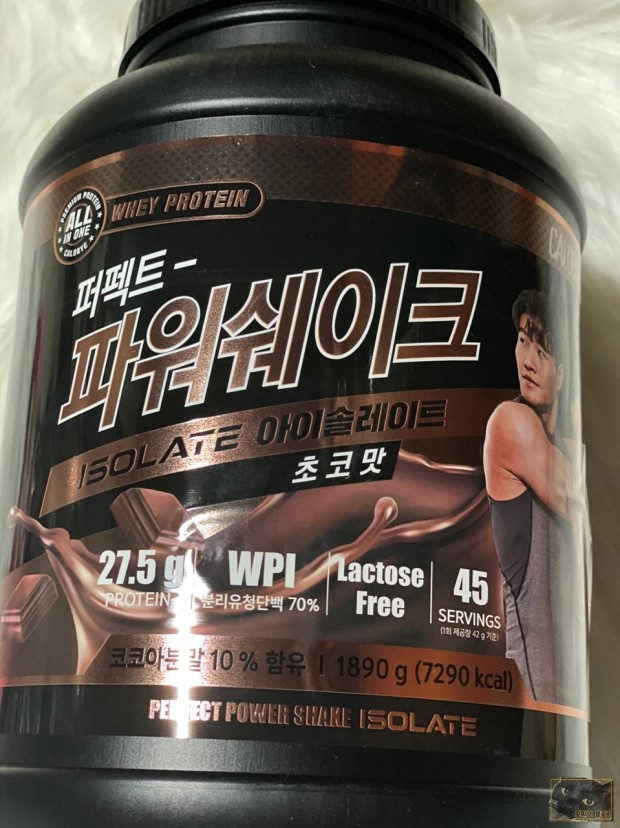 PREMIUM PROTEIN
ALL
IN ONE
CALOBYE
WHEY PROTEIN
퍼펙트-
파워쉐이크
ISOLATE 아이솔레이트
초코맛
27.5 g
PROTEIN
WPI
분리유청단백 70%
Lactose
Free
45
SERVINGS
(1회 제공량 42 g 기준)
코코아분말 10 % 함유 | 1890 g (7290 kcal)
PERFECT POWER SHAKE ISOLATE